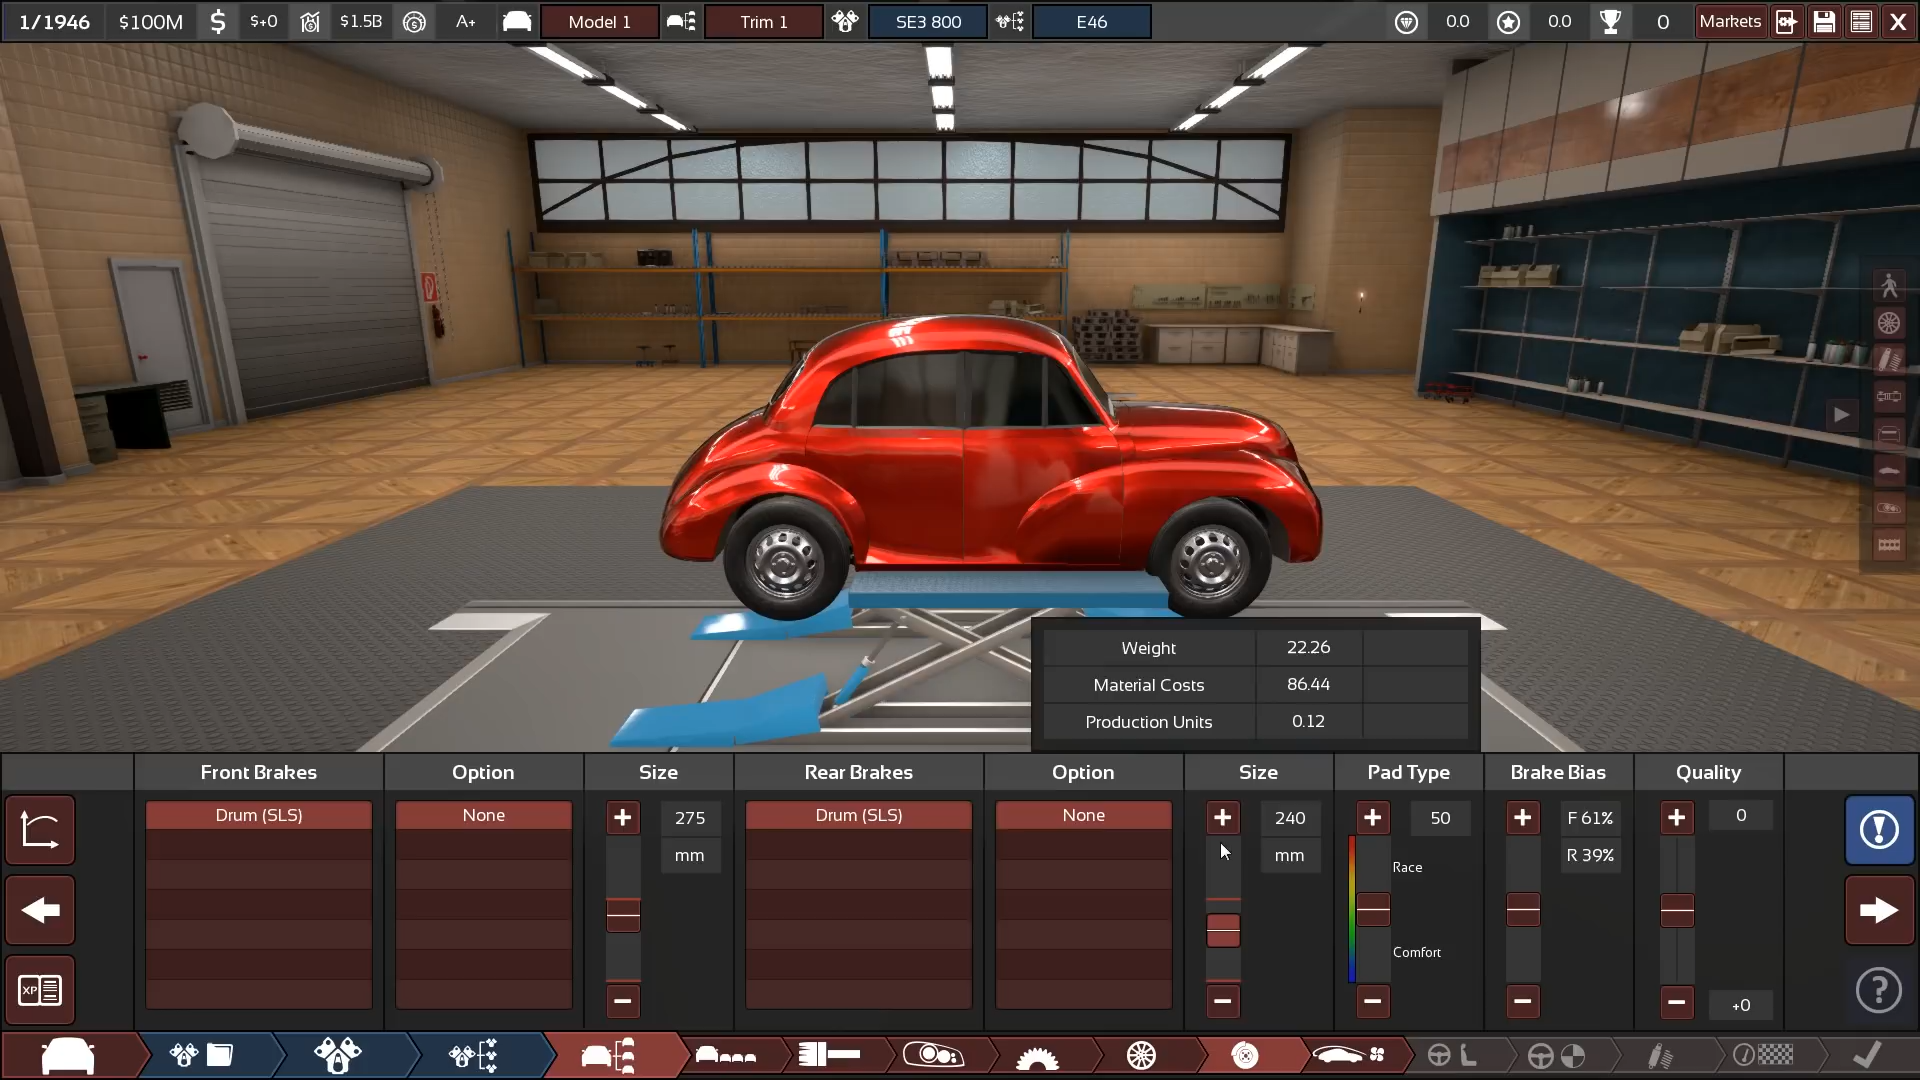 1/1946 $100M $+0 $1.5B A+ Model 1 Trim 1 SE3 800 E46 0.0 0.0 0 Markets X
Weight 22.26
Material Costs 86.44
Production Units 0.12
Front Brakes Option Size Rear Brakes Option Size Pad Type Brake Bias Quality
Drum (SLS) None + 275 Drum (SLS) None + 240 + 50 + F 61% + 0
mm mm R 39%
Race
Comfort
XP
+0